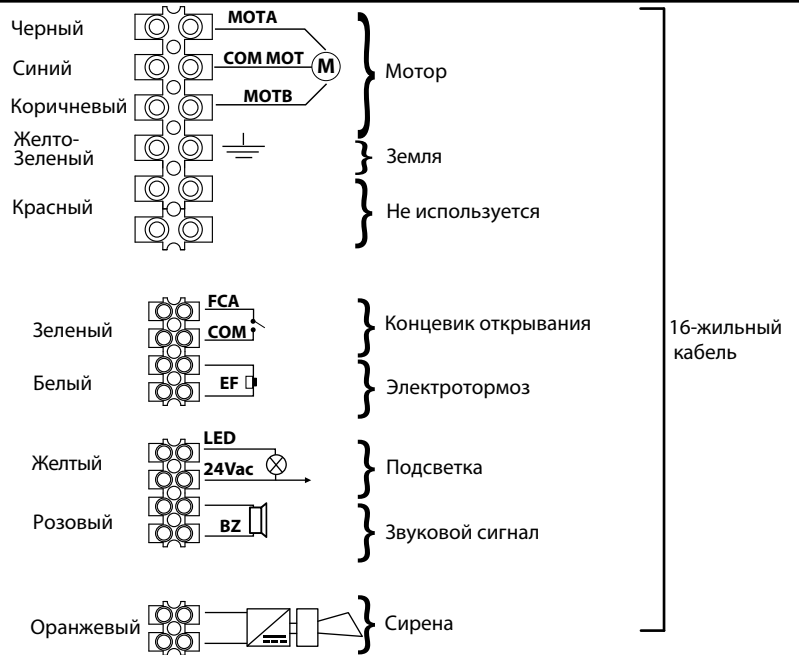 Черный MOTA
Синий COM MOT M Мотор
Коричневый MOTB
Желто-
Зеленый Земля
Красный Не используется
FCA
Зеленый COM Концевик открывания
Белый EF Электротормоз
16-жильный
кабель
LED
Желтый 24Vac Подсветка
Розовый BZ Звуковой сигнал
Оранжевый Сирена